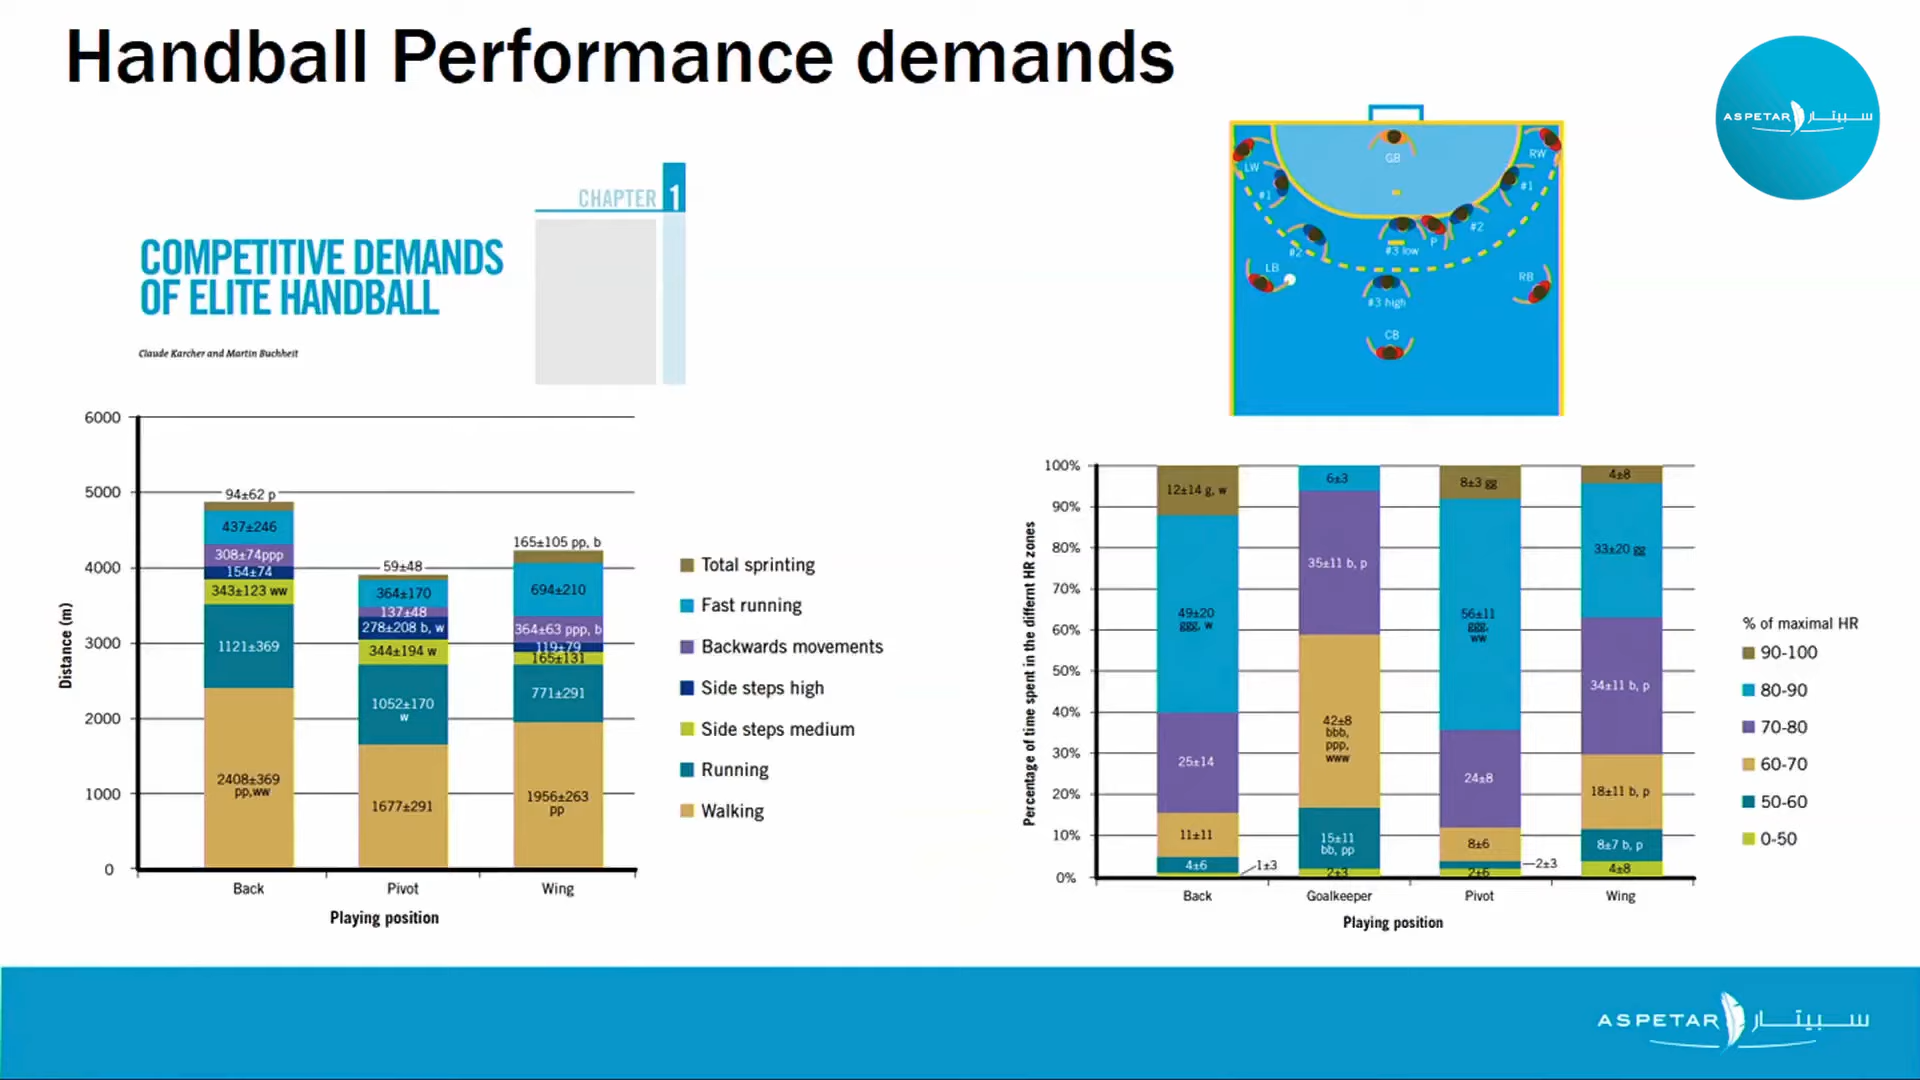 Handball Performance demands
ASPETAR سبيتار
CHAPTER 1
COMPETITIVE DEMANDS
OF ELITE HANDBALL
Claude Karcher and Martin Buchheit
GB
LW
RW
#1
#1
#2
#2
#3 low
P
LB
RB
#3 high
CB
6000
5000
4000
3000
2000
1000
0
Distance (m)
94±62 p
437±246
308±74ppp
154±74
343±123 ww
1121±369
2408±369
pp,ww
59±48
364±170
137±48
278±208 b, w
344±194 w
1052±170
w
1677±291
165±105 pp, b
694±210
364±63 ppp, b
119±79
165±131
771±291
1956±263
pp
Back
Pivot
Wing
Playing position
Total sprinting
Fast running
Backwards movements
Side steps high
Side steps medium
Running
Walking
100%
90%
80%
70%
60%
50%
40%
30%
20%
10%
0%
Percentage of time spent in the differnt HR zones
12±14 g, w
49±20
ggg, w
25±14
11±11
4±6
1±3
6±3
35±11 b, p
42±8
bbb,
ppp,
www
15±11
bb, pp
2±3
8±3 gg
56±11
ggg,
ww
24±8
8±6
2±3
2±6
4±8
33±20 gg
34±11 b, p
18±11 b, p
8±7 b, p
4±8
Back
Goalkeeper
Pivot
Wing
Playing position
% of maximal HR
90-100
80-90
70-80
60-70
50-60
0-50
ASPETAR سبيتار